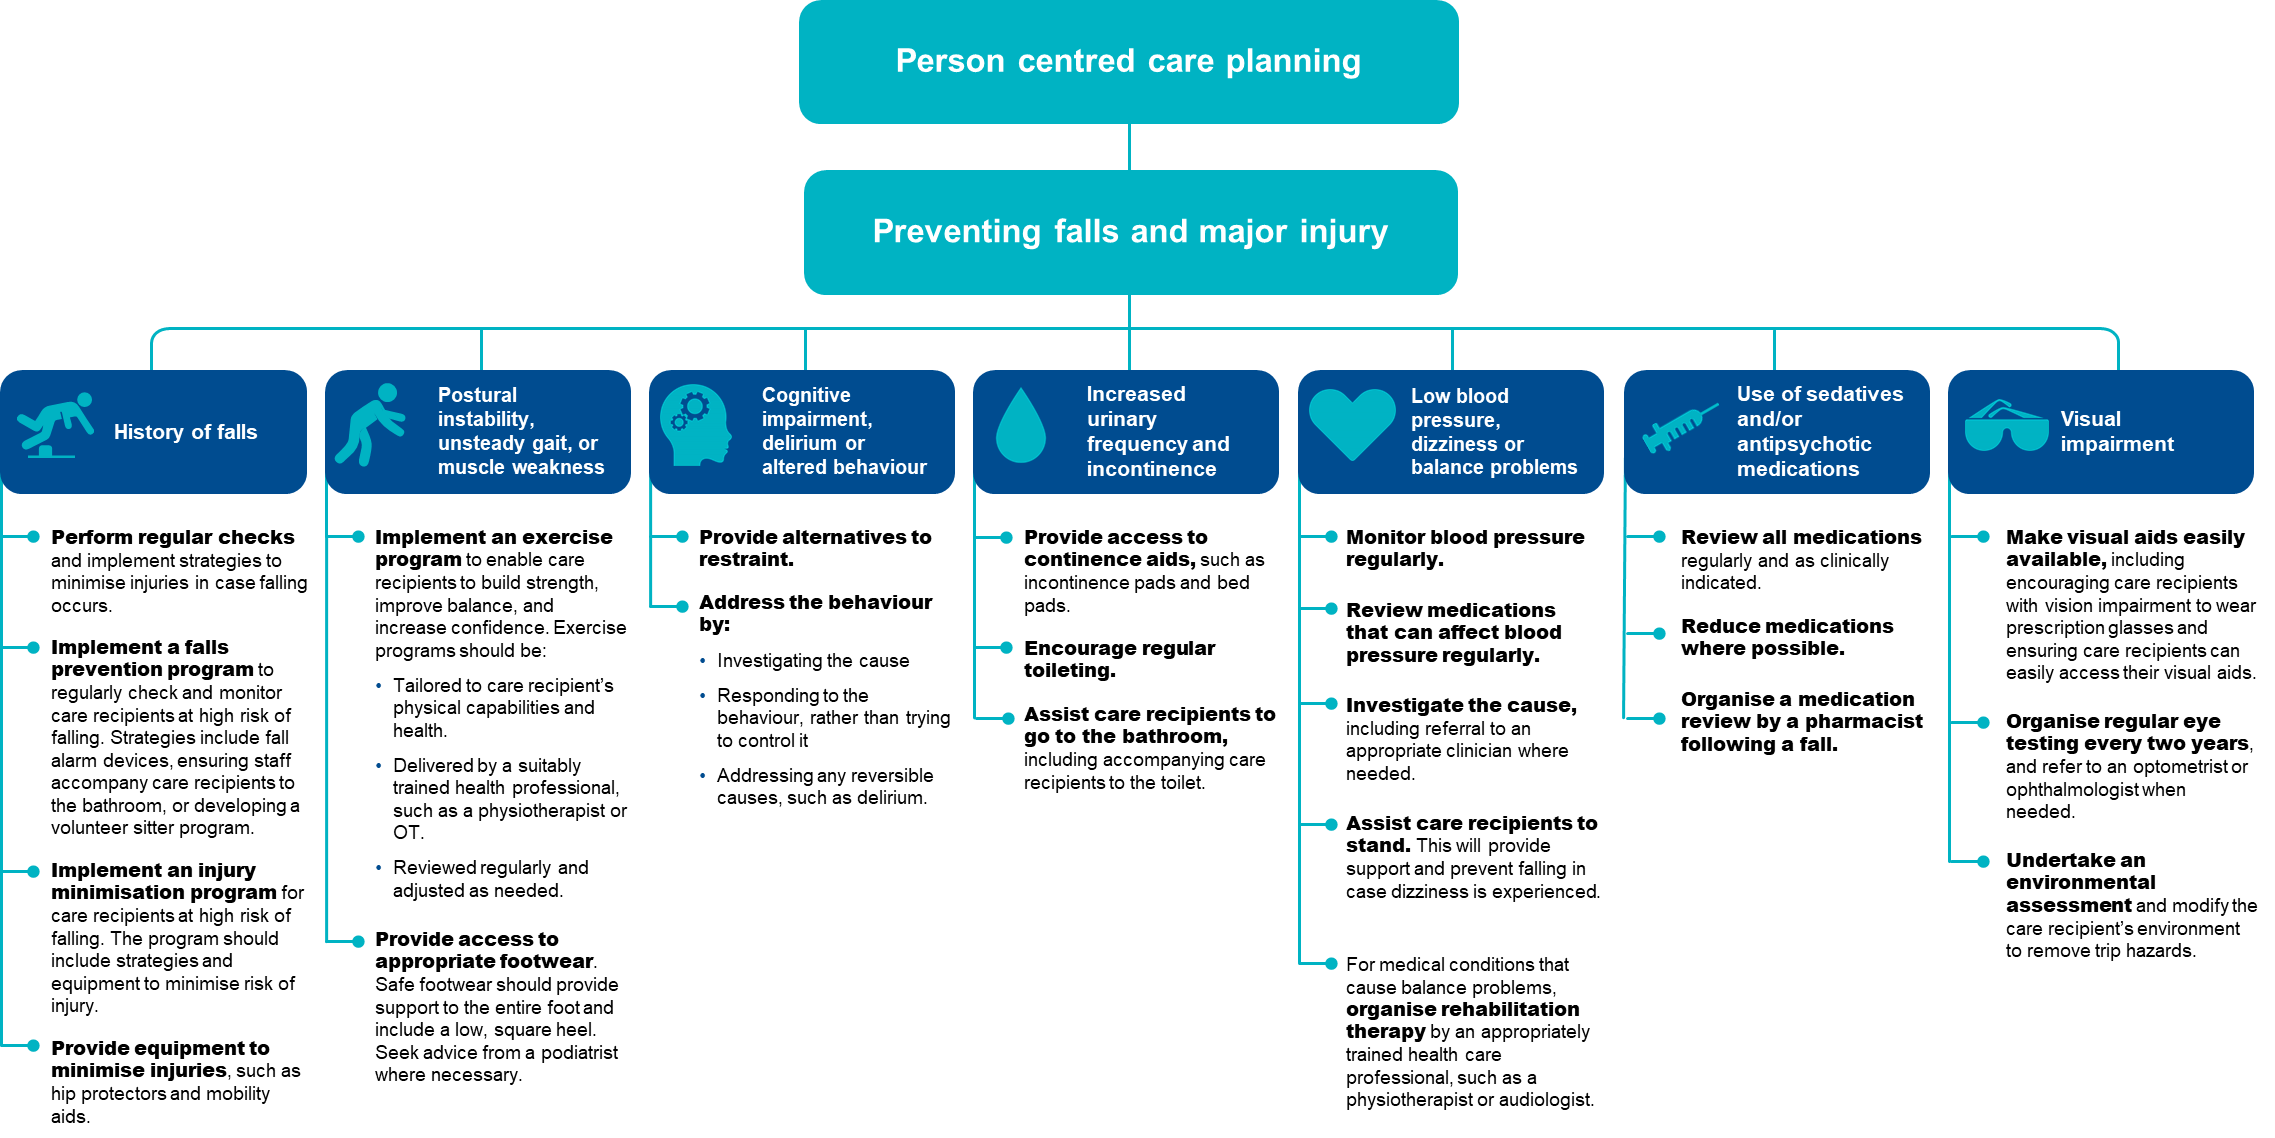 Person centred care planning
Preventing falls and major injury
History of falls
Perform regular checks
and implement strategies to
minimise injuries in case falling
occurs.
Implement a falls
prevention program to
regularly check and monitor
care recipients at high risk of
falling. Strategies include fall
alarm devices, ensuring staff
accompany care recipients to
the bathroom, or developing a
volunteer sitter program.
Implement an injury
minimisation program for
care recipients at high risk of
falling. The program should
include strategies and
equipment to minimise risk of
injury.
Provide equipment to
minimise injuries, such as
hip protectors and mobility
aids.
Postural
instability,
unsteady gait, or
muscle weakness
Implement an exercise
program to enable care
recipients to build strength,
improve balance, and
increase confidence. Exercise
programs should be:
• Tailored to care recipient's
physical capabilities and
health.
• Delivered by a suitably
trained health professional,
such as a physiotherapist or
OT.
• Reviewed regularly and
adjusted as needed.
Provide access to
appropriate footwear.
Safe footwear should provide
support to the entire foot and
include a low, square heel.
Seek advice from a podiatrist
where necessary.
Cognitive
impairment,
delirium or
altered behaviour
Provide alternatives to
restraint.
Address the behaviour
by:
• Investigating the cause
• Responding to the
behaviour, rather than trying
to control it
• Addressing any reversible
causes, such as delirium.
Increased
urinary
frequency and
incontinence
Provide access to
continence aids, such as
incontinence pads and bed
pads.
Encourage regular
toileting.
Assist care recipients to
go to the bathroom,
including accompanying care
recipients to the toilet.
Low blood
pressure,
dizziness or
balance problems
Monitor blood pressure
regularly.
Review medications
that can affect blood
pressure regularly.
Investigate the cause,
including referral to an
appropriate clinician where
needed.
Assist care recipients to
stand. This will provide
support and prevent falling in
case dizziness is experienced.
For medical conditions that
cause balance problems,
organise rehabilitation
therapy by an appropriately
trained health care
professional, such as a
physiotherapist or audiologist.
Use of sedatives
and/or
antipsychotic
medications
Review all medications
regularly and as clinically
indicated.
Reduce medications
where possible.
Organise a medication
review by a pharmacist
following a fall.
Visual
impairment
Make visual aids easily
available, including
encouraging care recipients
with vision impairment to wear
prescription glasses and
ensuring care recipients can
easily access their visual aids.
Organise regular eye
testing every two years,
and refer to an optometrist or
ophthalmologist when
needed.
Undertake an
environmental
assessment and modify the
care recipient's environment
to remove trip hazards.